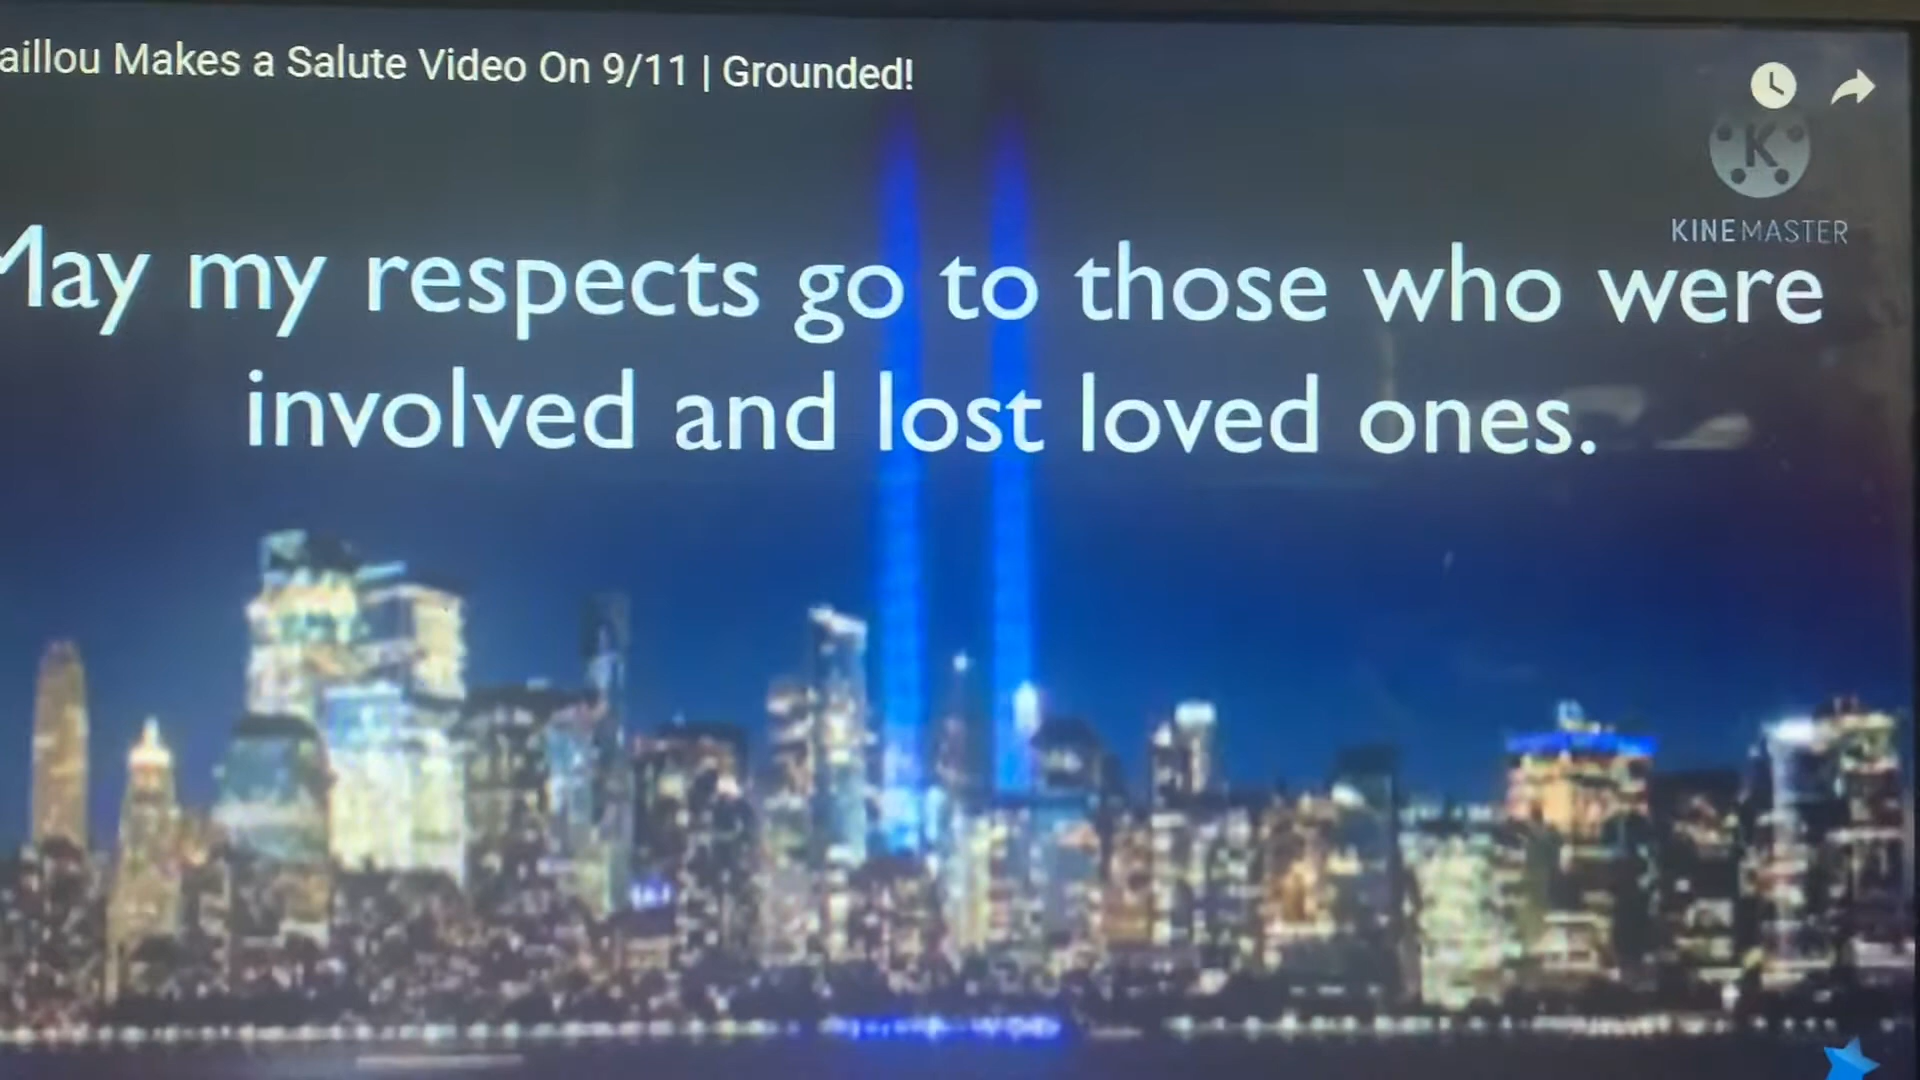 aillou Makes a Salute Video On 9/11 | Grounded!
K
KINEMASTER
May my respects go to those who were
involved and lost loved ones.